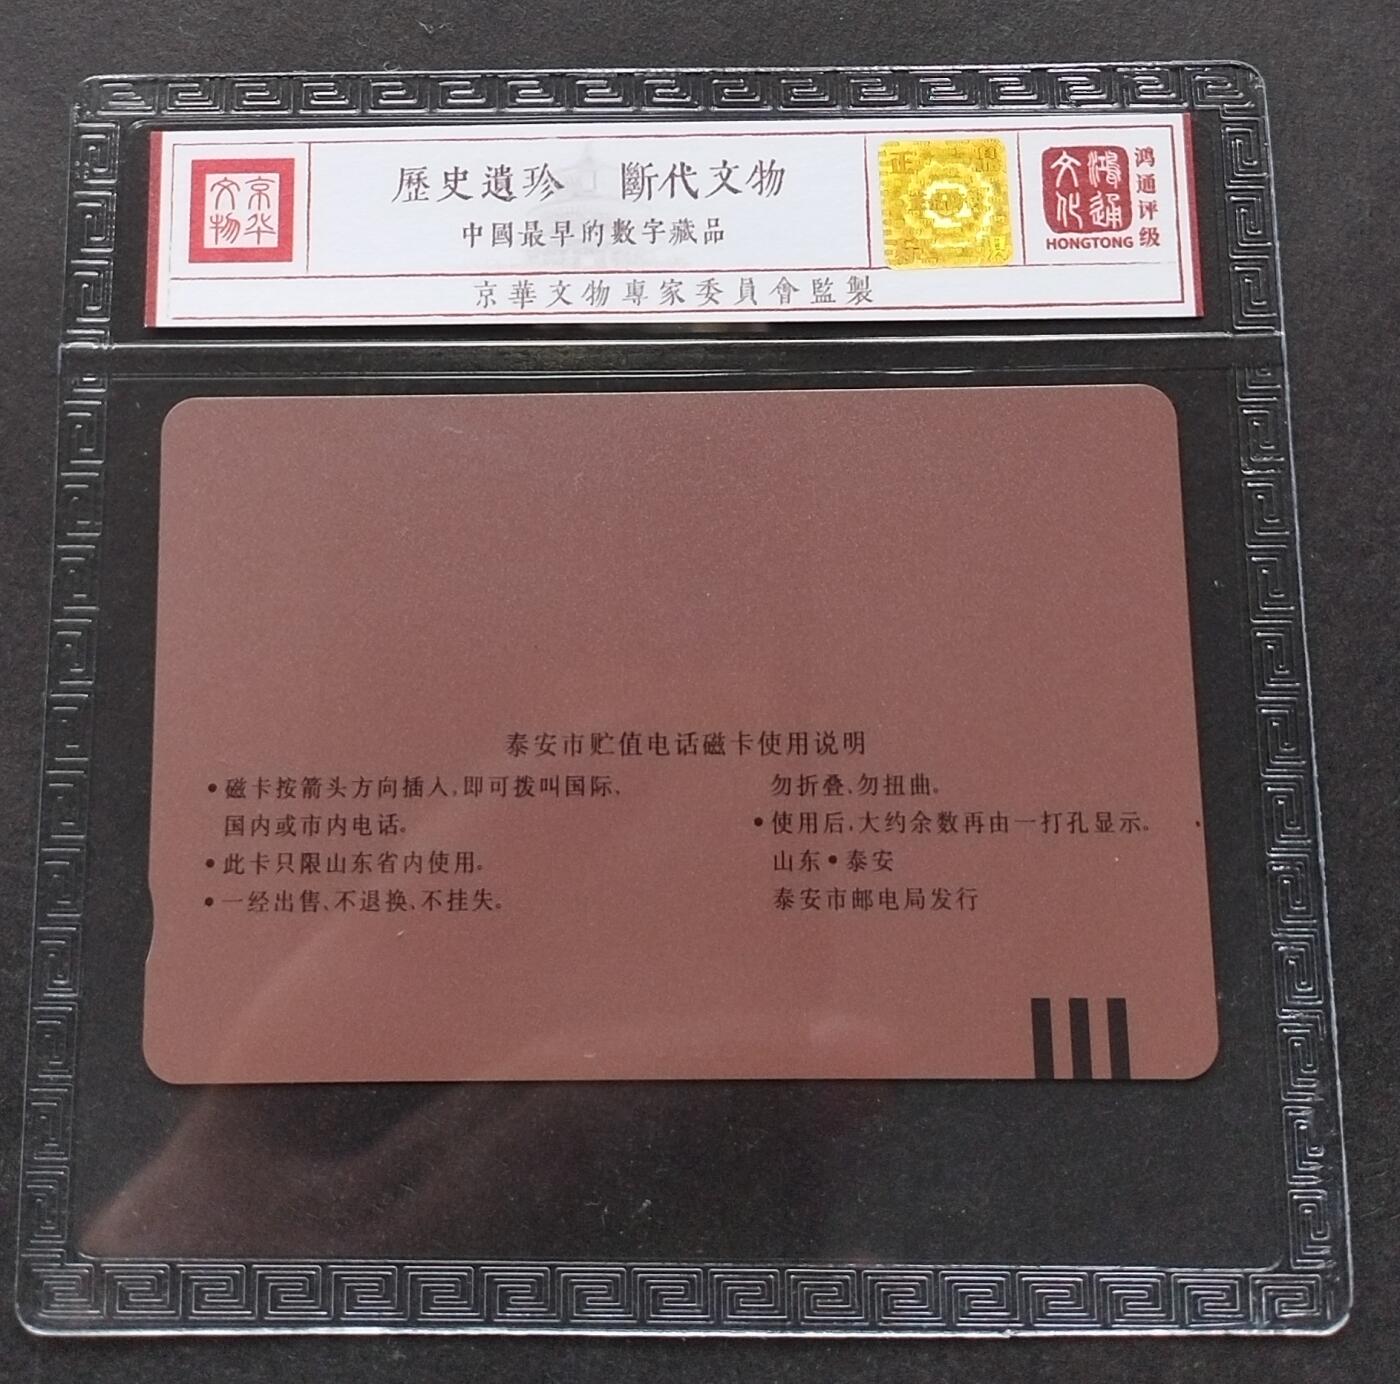 京华
文物
歷史遺珍 斷代文物
中國最早的數字藏品
鸿通
文化
HONGTONG
鸿通评级
京華文物專家委員會監製
泰安市贮值电话磁卡使用说明
•磁卡按箭头方向插入,即可拨叫国际、
国内或市内电话。
•此卡只限山东省内使用。
•一经出售、不退换、不挂失。
勿折叠、勿扭曲。
•使用后,大约余数再由一打孔显示。
山东•泰安
泰安市邮电局发行